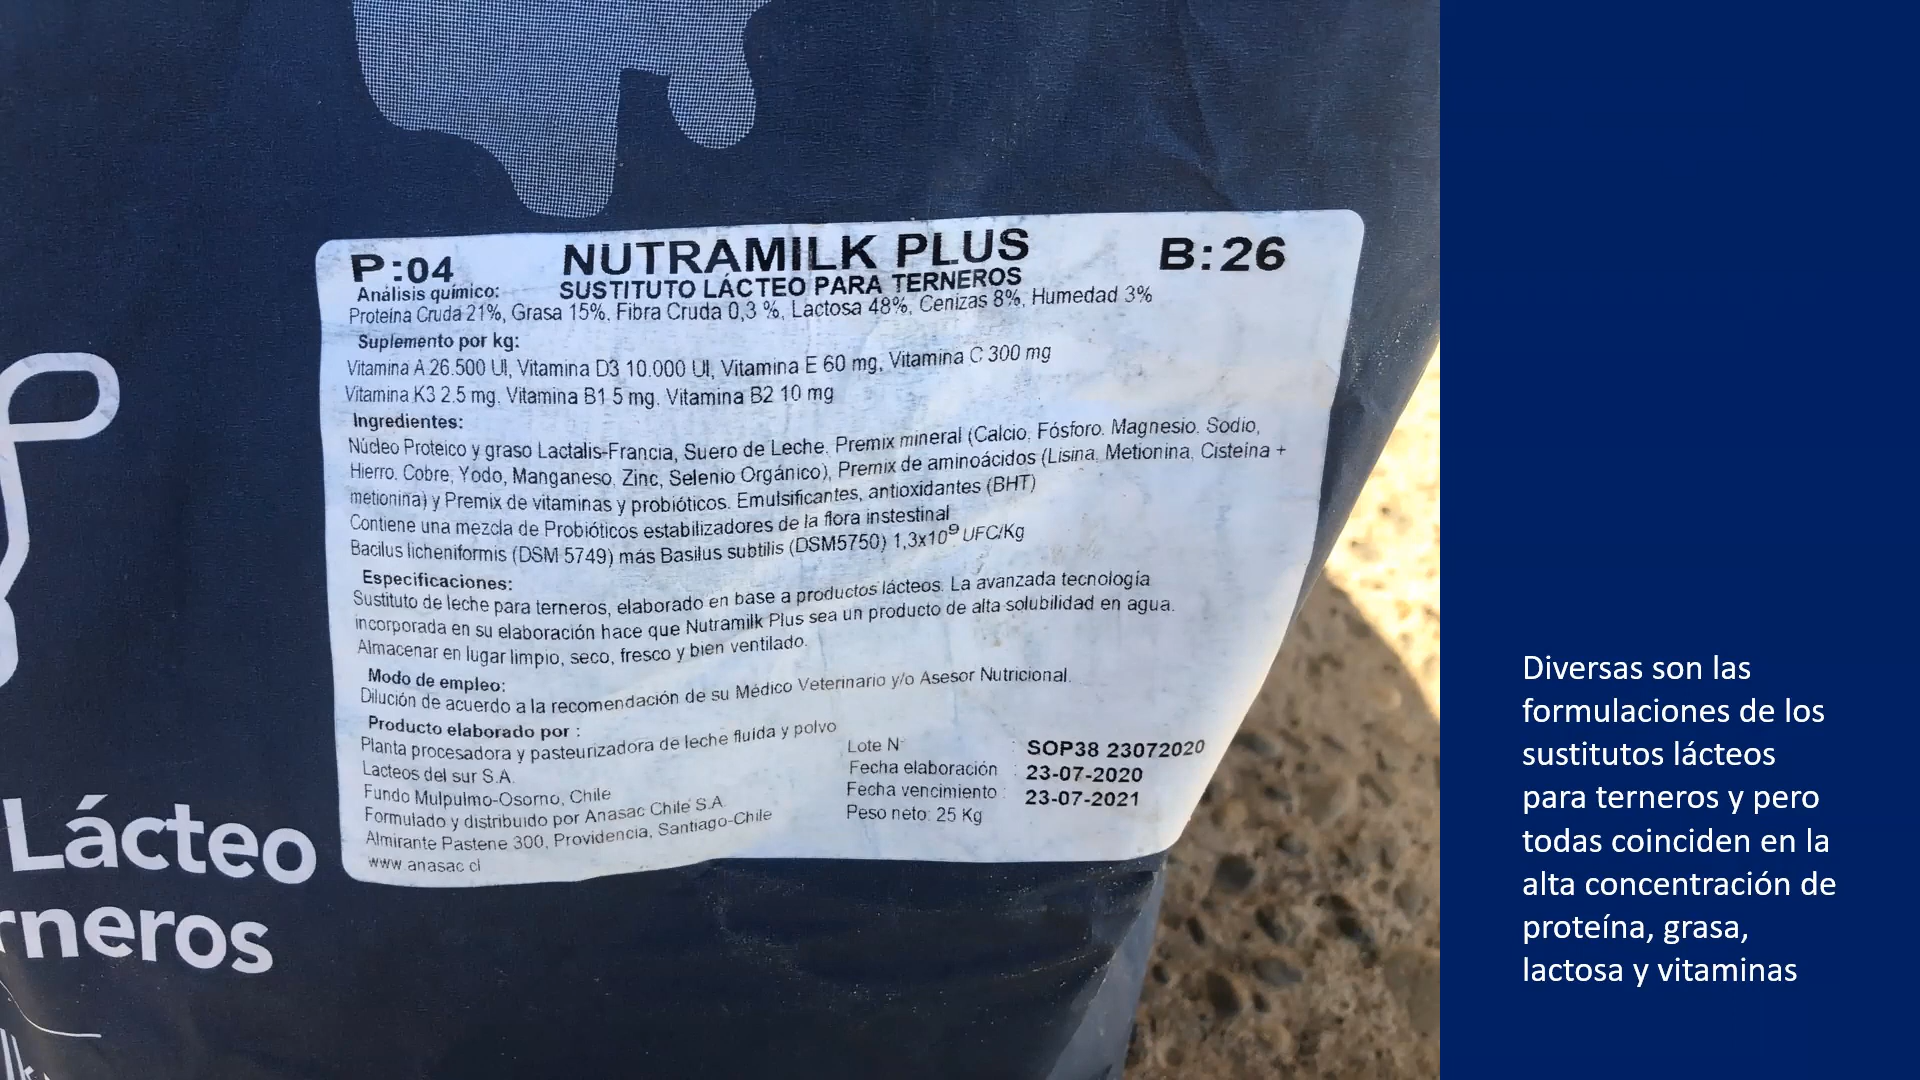 P:04 NUTRAMILK PLUS B:26
SUSTITUTO LÁCTEO PARA TERNEROS
Análisis químico:
Proteína Cruda 21%, Grasa 15%, Fibra Cruda 0,3 %, Lactosa 48%, Cenizas 8%, Humedad 3%
Suplemento por kg:
Vitamina A 26.500 UI, Vitamina D3 10.000 UI, Vitamina E 60 mg, Vitamina C 300 mg
Vitamina K3 2.5 mg, Vitamina B1 5 mg, Vitamina B2 10 mg
Ingredientes:
Núcleo Proteico y graso Lactalis-Francia, Suero de Leche, Premix mineral (Calcio, Fósforo. Magnesio. Sodio,
Hierro. Cobre, Yodo, Manganeso, Zinc, Selenio Orgánico), Premix de aminoácidos (Lisina, Metionina, Cisteína +
metionina) y Premix de vitaminas y probióticos. Emulsificantes, antioxidantes (BHT)
Contiene una mezcla de Probióticos estabilizadores de la flora instestinal
Bacilus licheniformis (DSM 5749) más Basilus subtilis (DSM5750) 1,3x10⁹ UFC/Kg
Especificaciones:
Sustituto de leche para terneros, elaborado en base a productos lácteos. La avanzada tecnología
incorporada en su elaboración hace que Nutramilk Plus sea un producto de alta solubilidad en agua.
Almacenar en lugar limpio, seco, fresco y bien ventilado.
Modo de empleo:
Dilución de acuerdo a la recomendación de su Médico Veterinario y/o Asesor Nutricional.
Producto elaborado por :
Planta procesadora y pasteurizadora de leche fluida y polvo
Lacteos del sur S.A.
Fundo Mulpulmo-Osorno, Chile
Formulado y distribuido por Anasac Chile S.A.
Almirante Pastene 300, Providencia, Santiago-Chile
www.anasac.cl
Lote N° : SOP38 23072020
Fecha elaboración : 23-07-2020
Fecha vencimiento : 23-07-2021
Peso neto: 25 Kg
Lácteo
rneros
Diversas son las
formulaciones de los
sustitutos lácteos
para terneros y pero
todas coinciden en la
alta concentración de
proteína, grasa,
lactosa y vitaminas